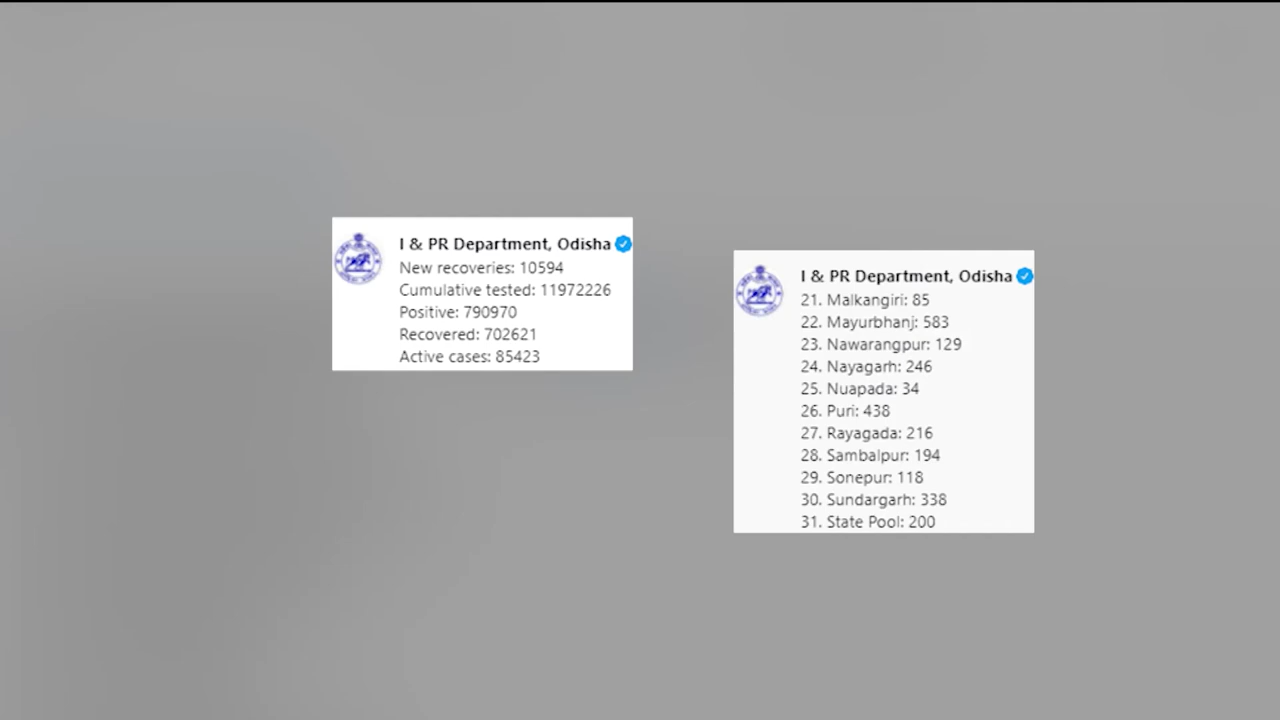 I & PR Department, Odisha
New recoveries: 10594
Cumulative tested: 11972226
Positive: 790970
Recovered: 702621
Active cases: 85423
I & PR Department, Odisha
21. Malkangiri: 85
22. Mayurbhanj: 583
23. Nawarangpur: 129
24. Nayagarh: 246
25. Nuapada: 34
26. Puri: 438
27. Rayagada: 216
28. Sambalpur: 194
29. Sonepur: 118
30. Sundargarh: 338
31. State Pool: 200